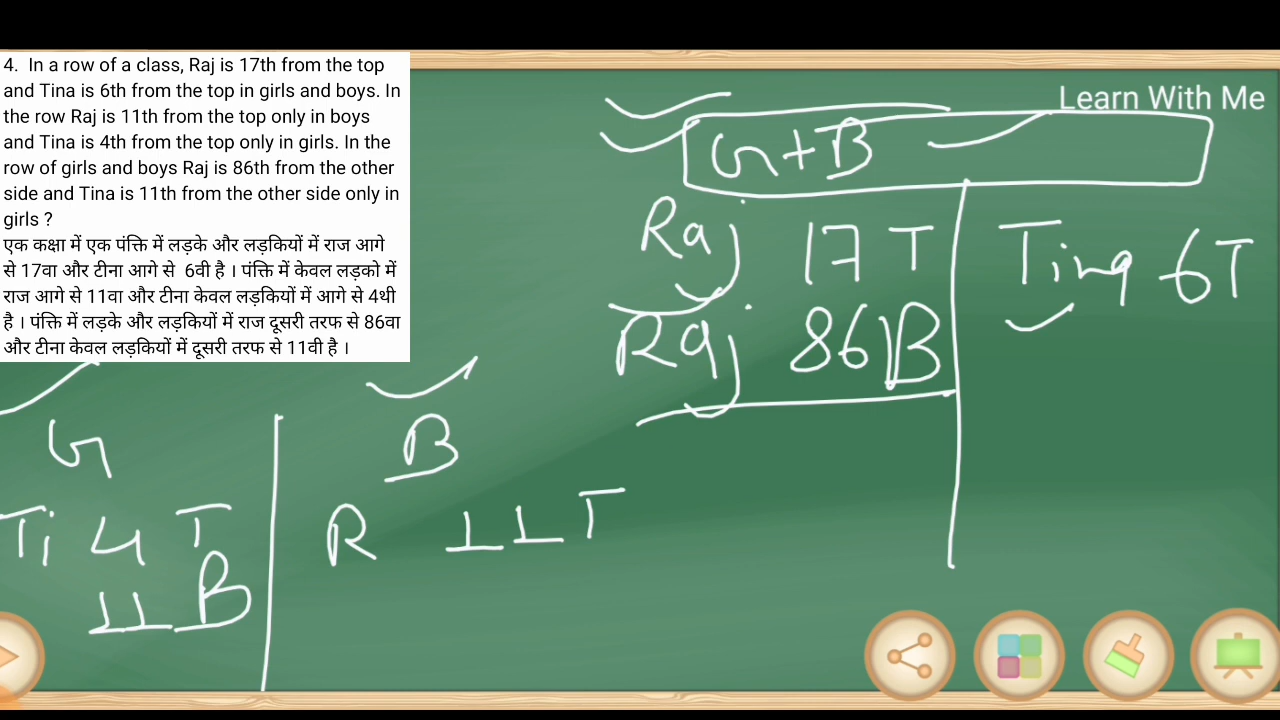 4. In a row of a class, Raj is 17th from the top
and Tina is 6th from the top in girls and boys. In
the row Raj is 11th from the top only in boys
and Tina is 4th from the top only in girls. In the
row of girls and boys Raj is 86th from the other
side and Tina is 11th from the other side only in
girls ?
एक कक्षा में एक पंक्ति में लड़के और लड़कियों में राज आगे
से 17वा और टीना आगे से 6वी है । पंक्ति में केवल लड़को में
राज आगे से 11वा और टीना केवल लड़कियों में आगे से 4थी
है । पंक्ति में लड़के और लड़कियों में राज दूसरी तरफ से 86वा
और टीना केवल लड़कियों में दूसरी तरफ से 11वी है ।
Learn With Me
G+B
Raj 17 T
Tina 6T
Raj 86B
G
B
Ti 4 T
R 11T
11 B